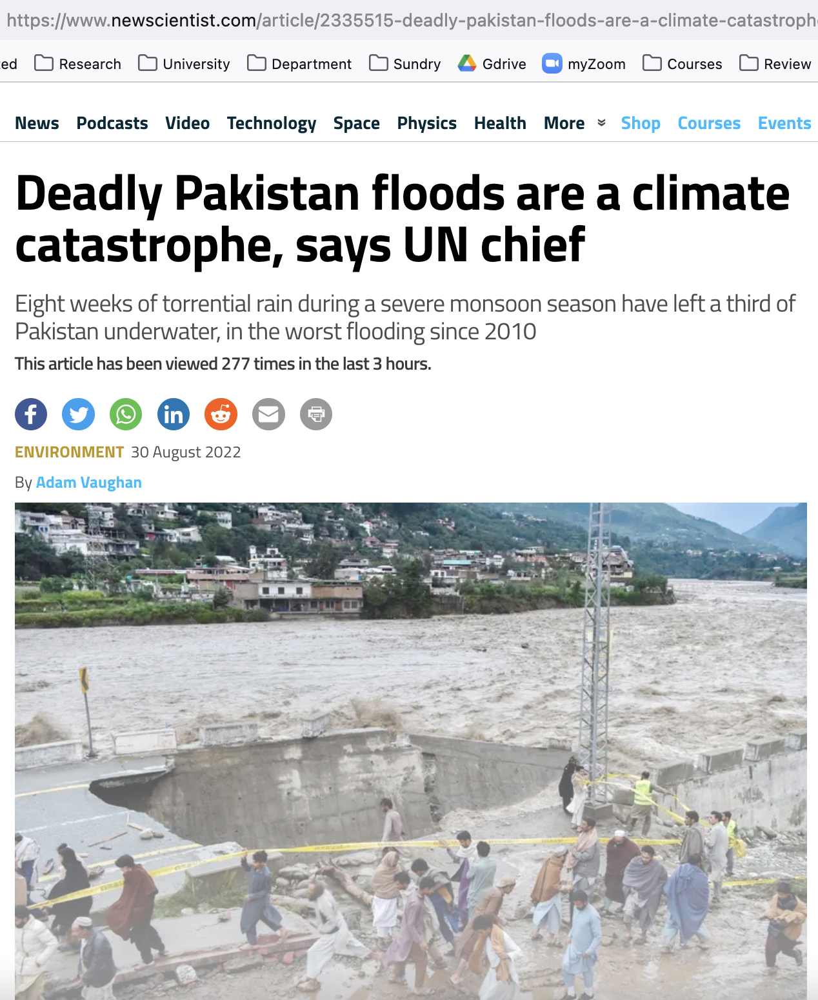 https://www.newscientist.com/article/2335515-deadly-pakistan-floods-are-a-climate-catastroph
ed Research University Department Sundry Gdrive myZoom Courses Review
News Podcasts Video Technology Space Physics Health More Shop Courses Events
Deadly Pakistan floods are a climate
catastrophe, says UN chief
Eight weeks of torrential rain during a severe monsoon season have left a third of
Pakistan underwater, in the worst flooding since 2010
This article has been viewed 277 times in the last 3 hours.
ENVIRONMENT 30 August 2022
By Adam Vaughan